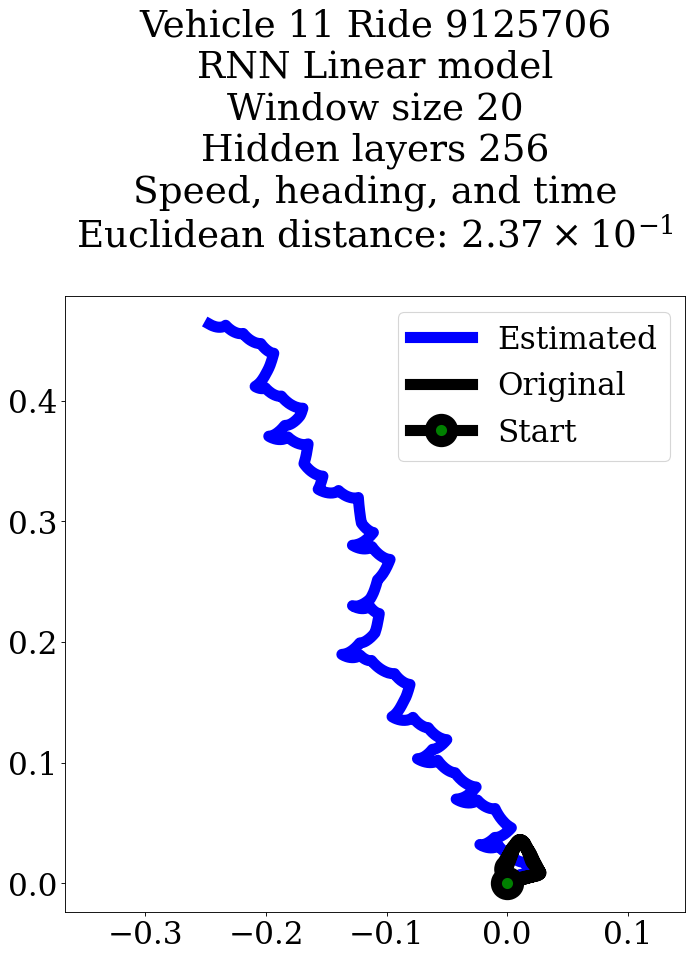 Vehicle 11 Ride 9125706
RNN Linear model
Window size 20
Hidden layers 256
Speed, heading, and time
Euclidean distance: 2.37 × 10⁻¹
Estimated
Original
Start
0.4
0.3
0.2
0.1
0.0
−0.3
−0.2
−0.1
0.0
0.1